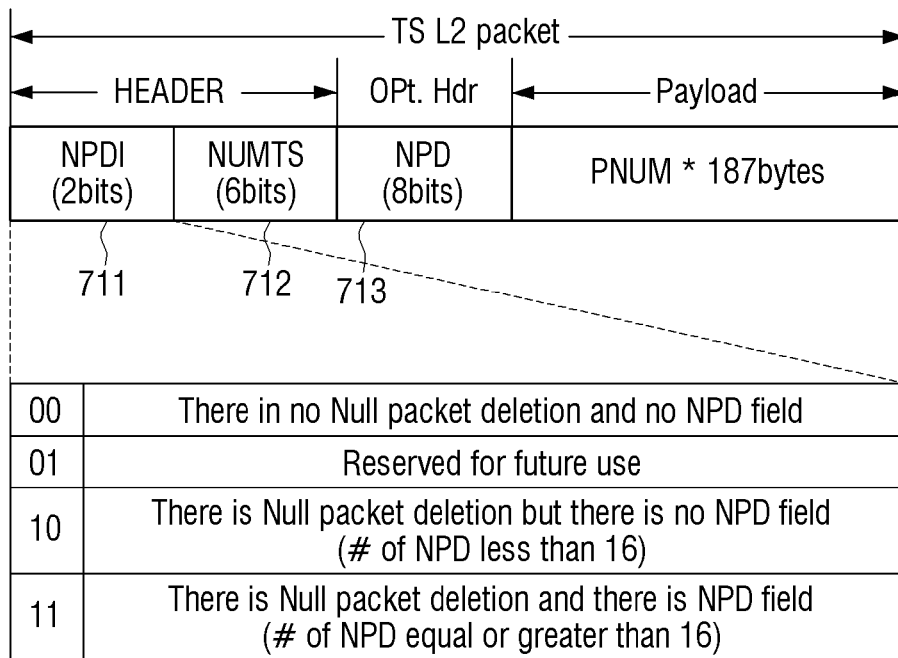 TS L2 packet
HEADER OPt. Hdr Payload
NPDI NUMTS NPD PNUM * 187bytes
(2bits) (6bits) (8bits)
711 712 713
00 There in no Null packet deletion and no NPD field
01 Reserved for future use
10 There is Null packet deletion but there is no NPD field
(# of NPD less than 16)
11 There is Null packet deletion and there is NPD field
(# of NPD equal or greater than 16)